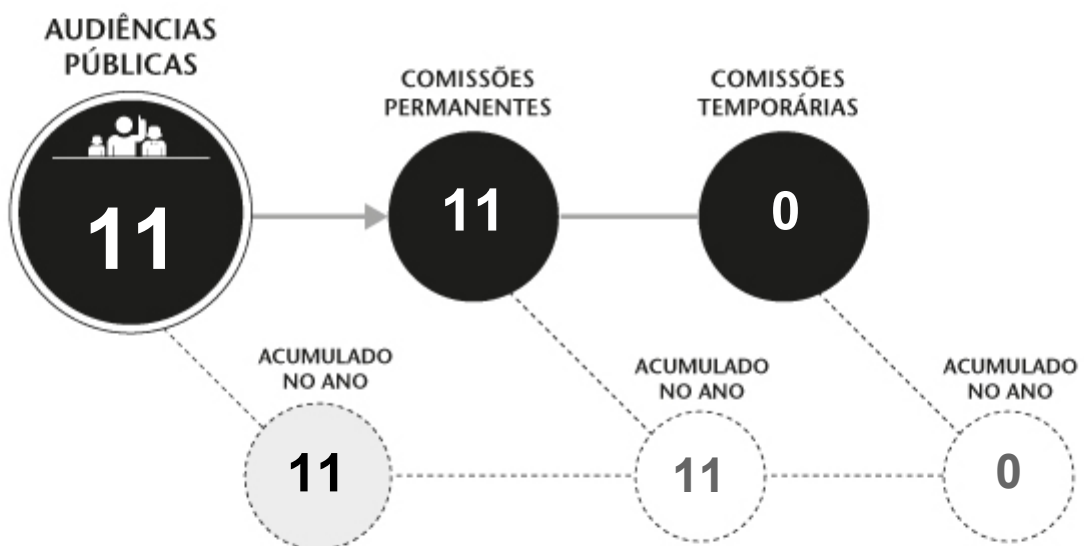 AUDIÊNCIAS
PÚBLICAS
11
COMISSÕES
PERMANENTES
11
COMISSÕES
TEMPORÁRIAS
0
ACUMULADO
NO ANO
11
ACUMULADO
NO ANO
11
ACUMULADO
NO ANO
0